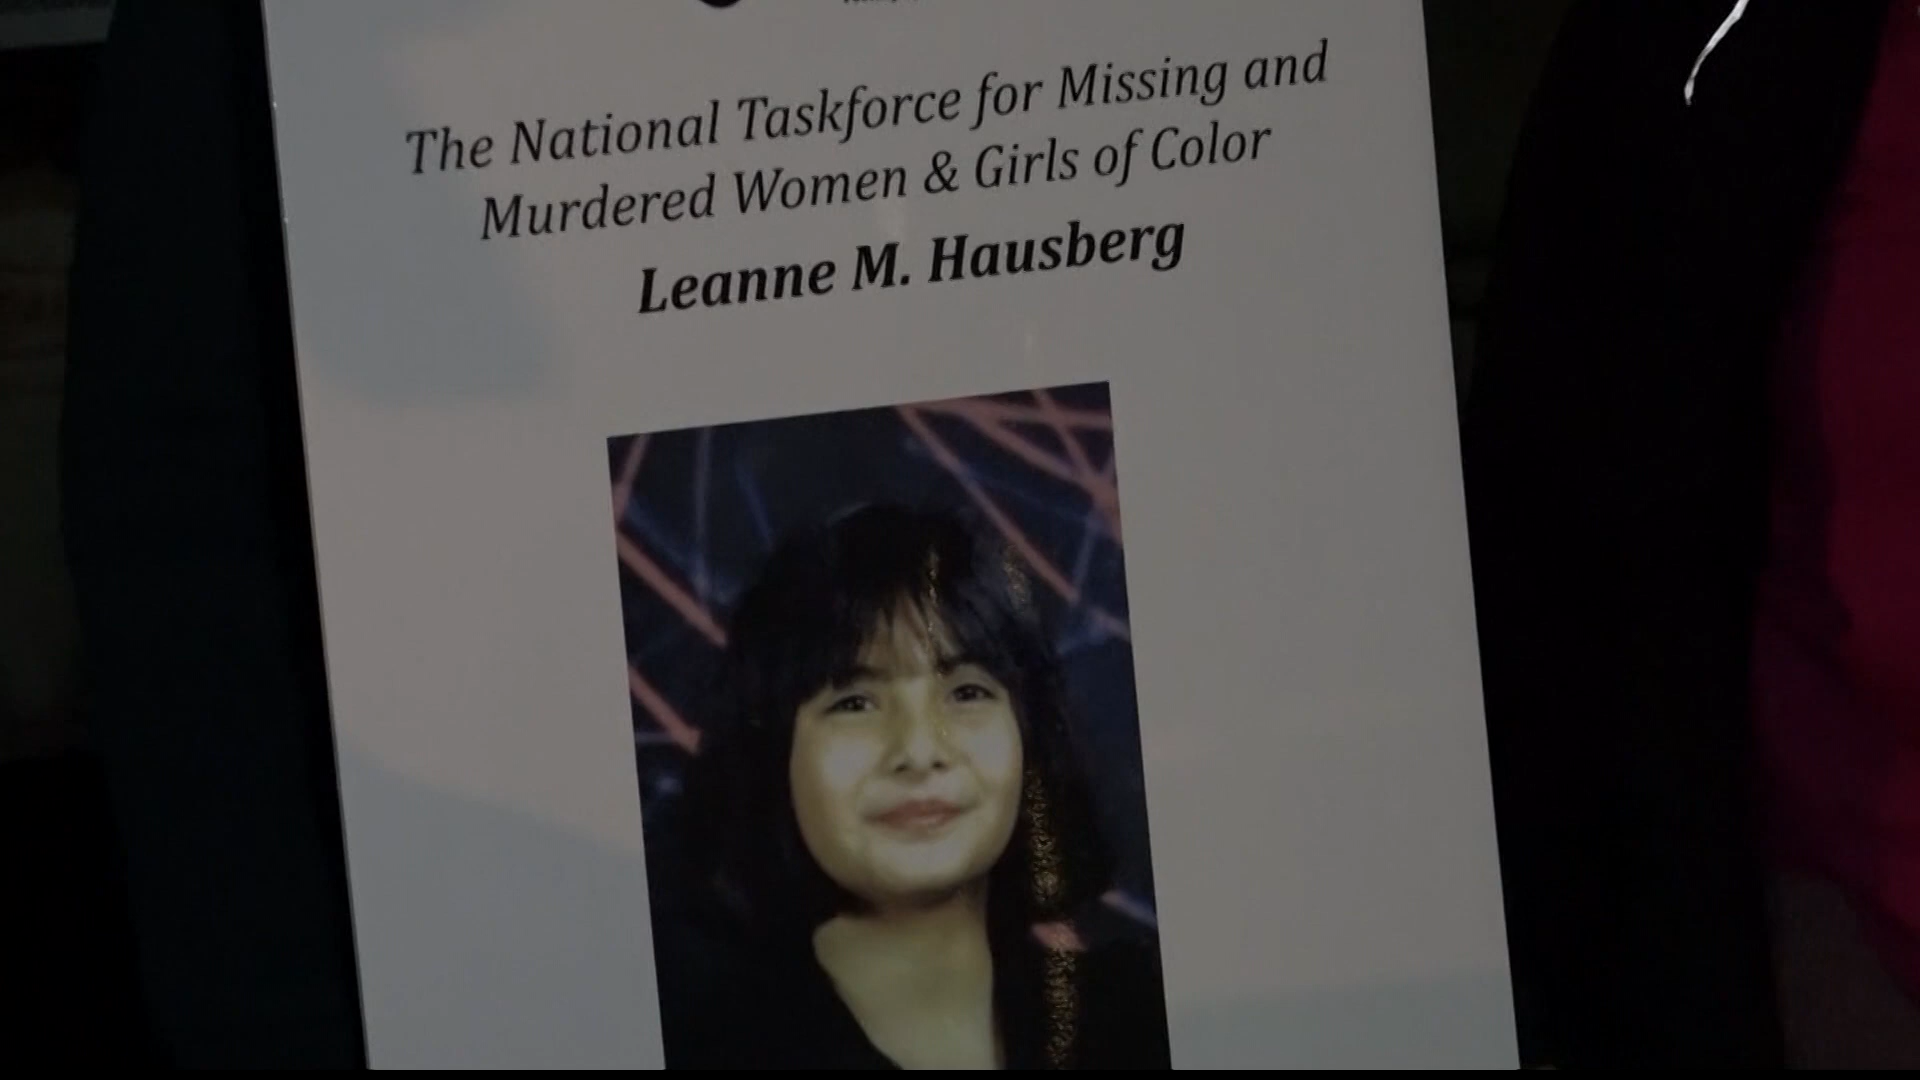 The National Taskforce for Missing and
Murdered Women & Girls of Color
Leanne M. Hausberg